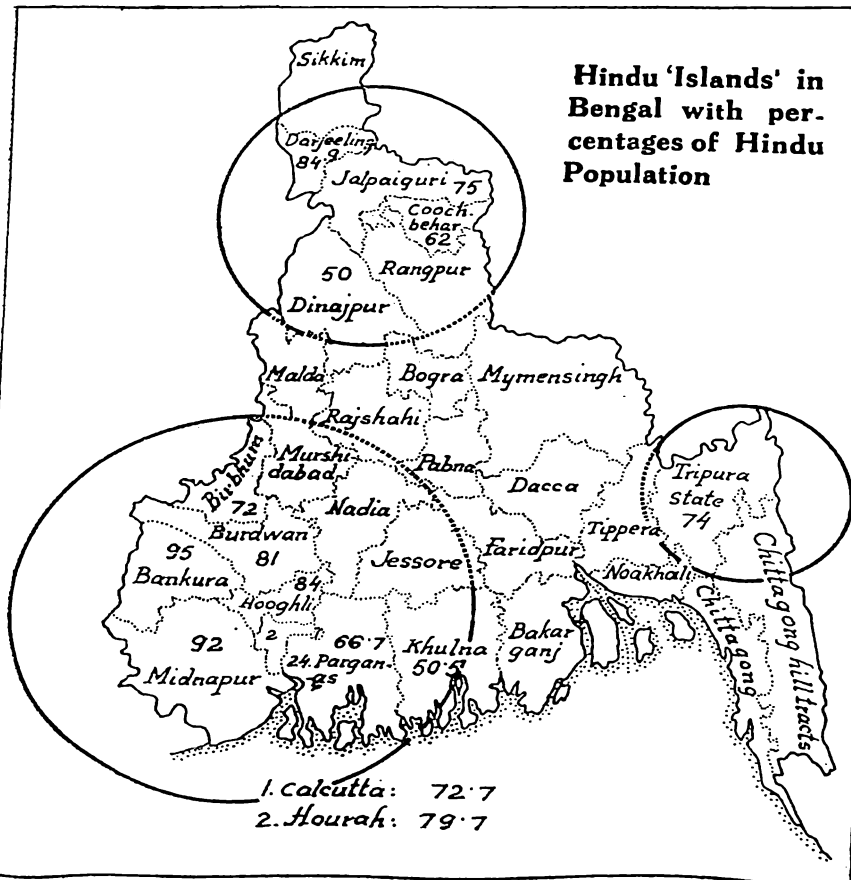 Hindu 'Islands' in
Bengal with per-
centages of Hindu
Population
Sikkim
Darjeeling
84
Jalpaiguri 75
Cooch-
behar
62
50
Rangpur
Dinajpur
Malda
Bogra
Mymensingh
Rajshahi
Birbhum
72
Murshi
dabad
Pabna
Nadia
Dacca
Tripura
state
74
Burdwan
81
95
Bankura
Jessore
Faridpur
Tippera
Noakhali
84
Hooghli
Chittagong
Chittagong hill tracts
92
Midnapur
2
1
66.7
24. Pargan-
as
Khulna
50.5
Bakar
ganj
1. Calcutta: 72.7
2. Hourah: 79.7